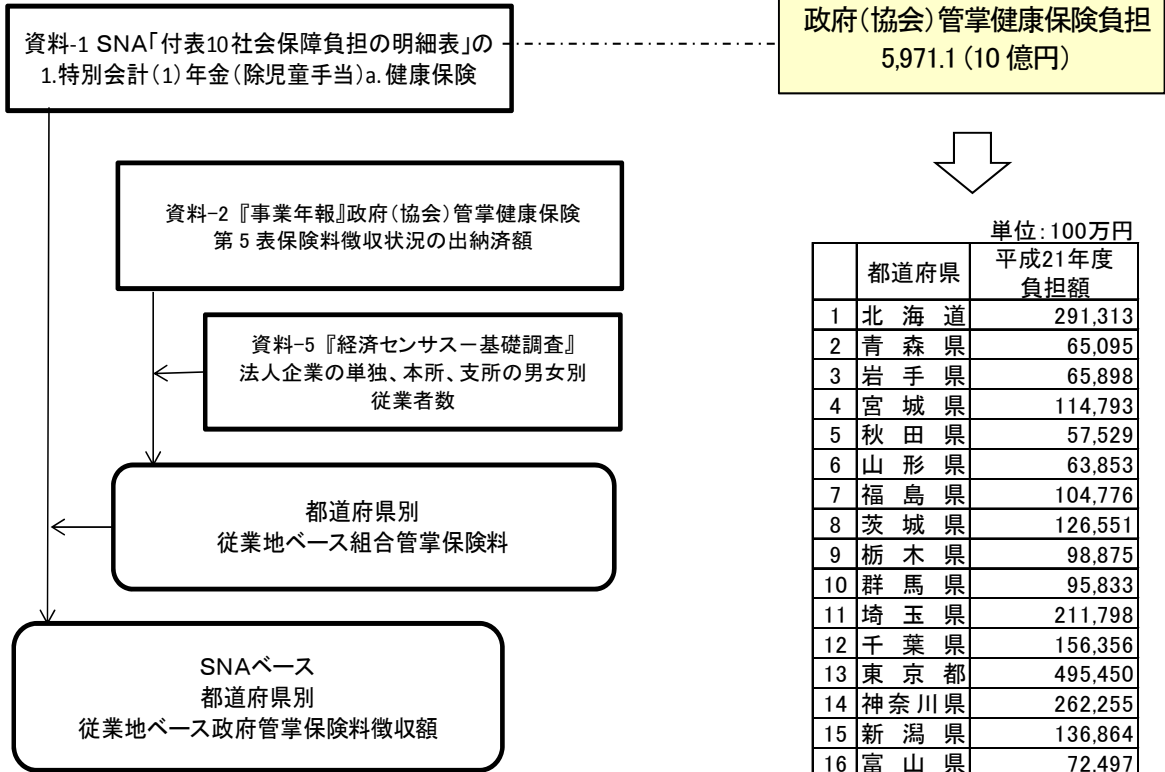 資料-1 SNA「付表10社会保障負担の明細表」の
1.特別会計(1)年金(除児童手当)a.健康保険
政府(協会)管掌健康保険負担
5,971.1(10億円)
資料-2『事業年報』政府(協会)管掌健康保険
第5表保険料徴収状況の出納済額
資料-5『経済センサス-基礎調査』
法人企業の単独、本所、支所の男女別
従業者数
都道府県別
従業地ベース組合管掌保険料
SNAベース
都道府県別
従業地ベース政府管掌保険料徴収額
単位:100万円
都道府県 平成21年度
負担額
1 北海道 291,313
2 青森県 65,095
3 岩手県 65,898
4 宮城県 114,793
5 秋田県 57,529
6 山形県 63,853
7 福島県 104,776
8 茨城県 126,551
9 栃木県 98,875
10 群馬県 95,833
11 埼玉県 211,798
12 千葉県 156,356
13 東京都 495,450
14 神奈川県 262,255
15 新潟県 136,864
16 富山県 72,497